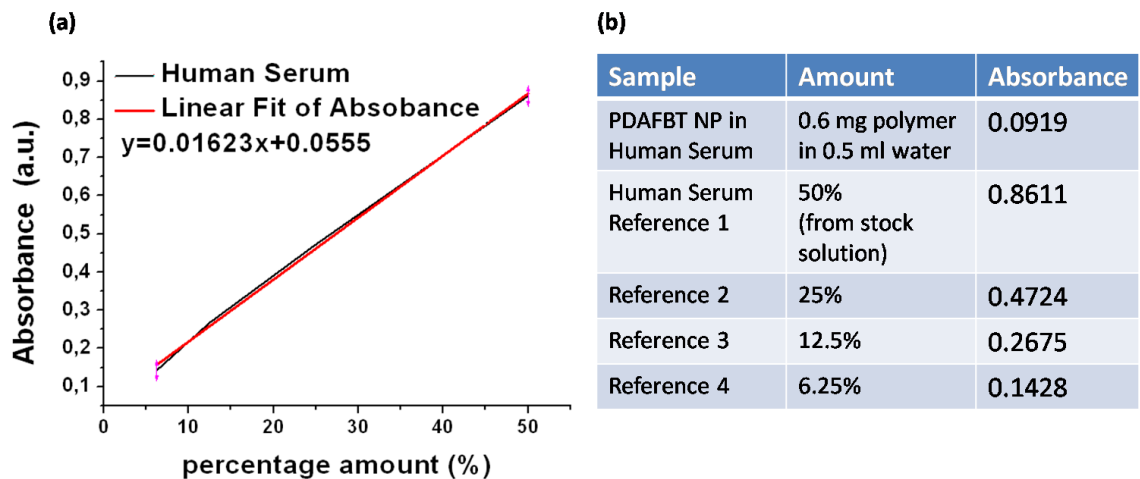 (a)
Human Serum
Linear Fit of Absobance
y=0.01623x+0.0555
Absorbance (a.u.)
0,9
0,8
0,7
0,6
0,5
0,4
0,3
0,2
0,1
10 20 30 40 50
percentage amount (%)
(b)
Sample Amount Absorbance
PDAFBT NP in 0.6 mg polymer 0.0919
Human Serum in 0.5 ml water
Human Serum 50% 0.8611
Reference 1 (from stock
solution)
Reference 2 25% 0.4724
Reference 3 12.5% 0.2675
Reference 4 6.25% 0.1428